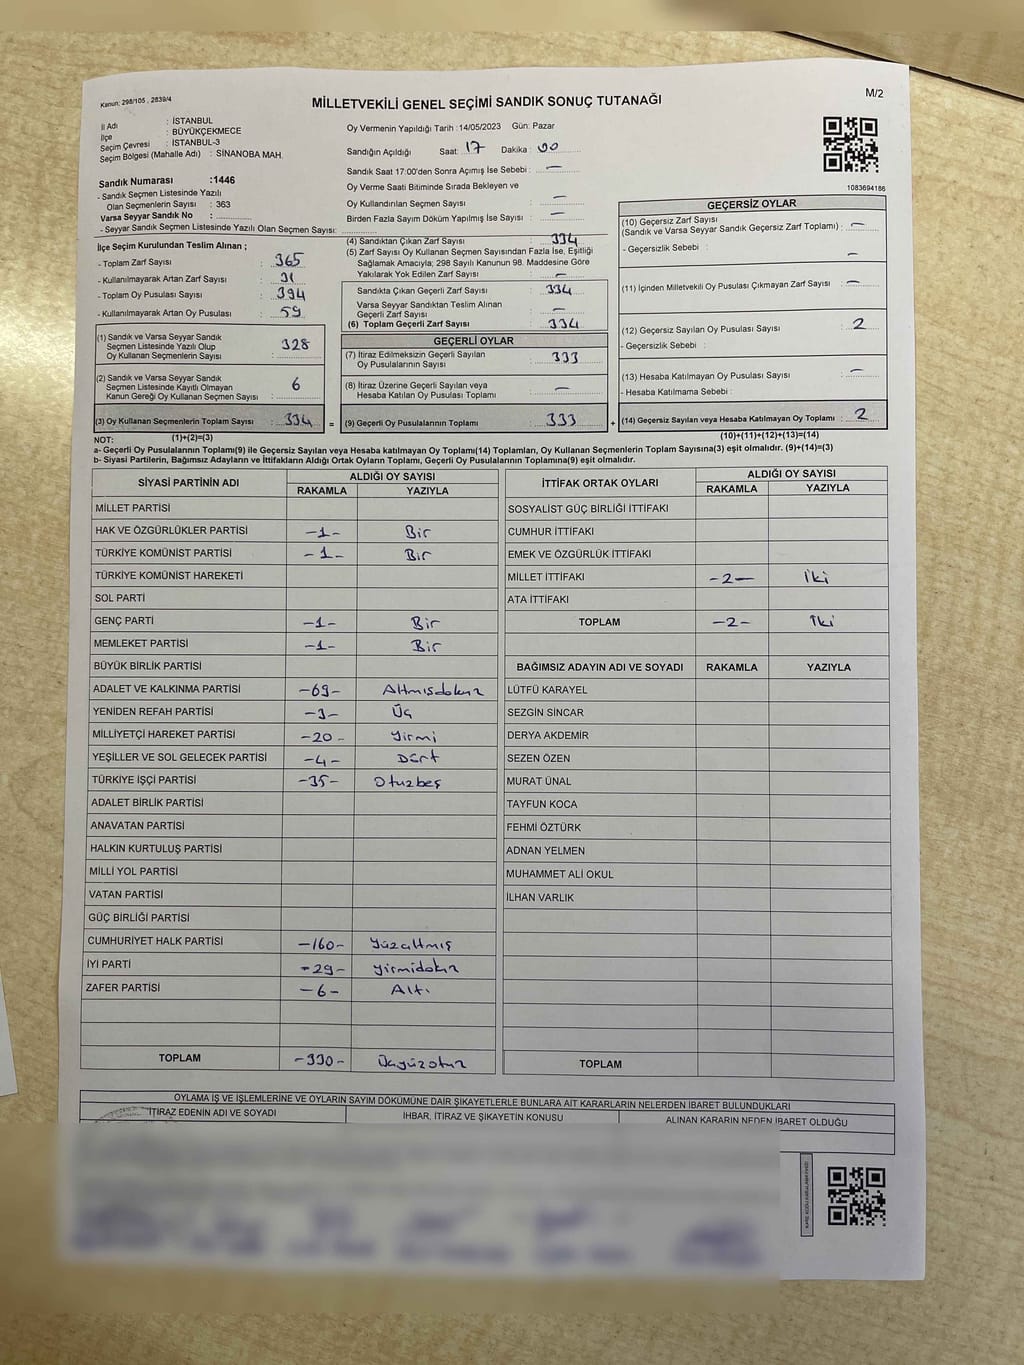 Kanun: 298/105 , 2839/4
MİLLETVEKİLİ GENEL SEÇİMİ SANDIK SONUÇ TUTANAĞI
M/2
İl Adı : İSTANBUL
İlçe : BÜYÜKÇEKMECE
Seçim Çevresi : İSTANBUL-3
Seçim Bölgesi (Mahalle Adı) : SİNANOBA MAH.
Oy Vermenin Yapıldığı Tarih :14/05/2023 Gün: Pazar
Sandığın Açıldığı Saat: 17 Dakika : 00
Sandık Saat 17:00'den Sonra Açımış İse Sebebi : —
Oy Verme Saati Bitiminde Sırada Bekleyen ve
Oy Kullandırılan Seçmen Sayısı —
Birden Fazla Sayım Döküm Yapılmış İse Sayısı : —
1083694186
Sandık Numarası :1446
- Sandık Seçmen Listesinde Yazılı
Olan Seçmenlerin Sayısı : 363
Varsa Seyyar Sandık No :
- Seyyar Sandık Seçmen Listesinde Yazılı Olan Seçmen Sayısı:
İlçe Seçim Kurulundan Teslim Alınan ;
- Toplam Zarf Sayısı : 365
- Kullanılmayarak Artan Zarf Sayısı : 31
- Toplam Oy Pusulası Sayısı : 394
- Kullanılmayarak Artan Oy Pusulası : 59
(1) Sandık ve Varsa Seyyar Sandık
Seçmen Listesinde Yazılı Olup
Oy Kullanan Seçmenlerin Sayısı : 328
(2) Sandık ve Varsa Seyyar Sandık
Seçmen Listesinde Kayıtlı Olmayan
Kanun Gereği Oy Kullanan Seçmen Sayısı : 6
(3) Oy Kullanan Seçmenlerin Toplam Sayısı : 334
(4) Sandıktan Çıkan Zarf Sayısı : 334
(5) Zarf Sayısı Oy Kullanan Seçmen Sayısından Fazla İse, Eşitliği
Sağlamak Amacıyla; 298 Sayılı Kanunun 98. Maddesine Göre
Yakılarak Yok Edilen Zarf Sayısı : —
Sandıkta Çıkan Geçerli Zarf Sayısı : 334
Varsa Seyyar Sandıktan Teslim Alınan
Geçerli Zarf Sayısı : —
(6) Toplam Geçerli Zarf Sayısı : 334
GEÇERLİ OYLAR
(7) İtiraz Edilmeksizin Geçerli Sayılan
Oy Pusulalarının Sayısı : 333
(8) İtiraz Üzerine Geçerli Sayılan veya
Hesaba Katılan Oy Pusulası Toplamı : —
= (9) Geçerli Oy Pusulalarının Toplamı : 333
GEÇERSİZ OYLAR
(10) Geçersiz Zarf Sayısı
(Sandık ve Varsa Seyyar Sandık Geçersiz Zarf Toplamı) : —
- Geçersizlik Sebebi : —
(11) İçinden Milletvekili Oy Pusulası Çıkmayan Zarf Sayısı : —
(12) Geçersiz Sayılan Oy Pusulası Sayısı : 2
- Geçersizlik Sebebi :
(13) Hesaba Katılmayan Oy Pusulası Sayısı : —
- Hesaba Katılmama Sebebi :
+ (14) Geçersiz Sayılan veya Hesaba Katılmayan Oy Toplamı : 2
NOT: (1)+(2)=(3) (10)+(11)+(12)+(13)=(14)
a- Geçerli Oy Pusulalarının Toplamı(9) ile Geçersiz Sayılan veya Hesaba katılmayan Oy Toplamı(14) Toplamları, Oy Kullanan Seçmenlerin Toplam Sayısına(3) eşit olmalıdır. (9)+(14)=(3)
b- Siyasi Partilerin, Bağımsız Adayların ve İttifakların Aldığı Ortak Oyların Toplamı, Geçerli Oy Pusulalarının Toplamına(9) eşit olmalıdır.
SİYASİ PARTİNİN ADI ALDIĞI OY SAYISI
RAKAMLA YAZIYLA
MİLLET PARTİSİ
HAK VE ÖZGÜRLÜKLER PARTİSİ -1- Bir
TÜRKİYE KOMÜNİST PARTİSİ -1- Bir
TÜRKİYE KOMÜNİST HAREKETİ
SOL PARTİ
GENÇ PARTİ -1- Bir
MEMLEKET PARTİSİ -1- Bir
BÜYÜK BİRLİK PARTİSİ
ADALET VE KALKINMA PARTİSİ -69- Altmışdokuz
YENİDEN REFAH PARTİSİ -3- Üç
MİLLİYETÇİ HAREKET PARTİSİ -20- Yirmi
YEŞİLLER VE SOL GELECEK PARTİSİ -4- Dört
TÜRKİYE İŞÇİ PARTİSİ -35- Otuzbeş
ADALET BİRLİK PARTİSİ
ANAVATAN PARTİSİ
HALKIN KURTULUŞ PARTİSİ
MİLLİ YOL PARTİSİ
VATAN PARTİSİ
GÜÇ BİRLİĞİ PARTİSİ
CUMHURİYET HALK PARTİSİ -160- Yüzaltmış
İYİ PARTİ -29- Yirmidokuz
ZAFER PARTİSİ -6- Altı
TOPLAM -330- Üçyüzotuz
İTTİFAK ORTAK OYLARI ALDIĞI OY SAYISI
RAKAMLA YAZIYLA
SOSYALİST GÜÇ BİRLİĞİ İTTİFAKI
CUMHUR İTTİFAKI
EMEK VE ÖZGÜRLÜK İTTİFAKI
MİLLET İTTİFAKI -2- İki
ATA İTTİFAKI
TOPLAM -2- İki
BAĞIMSIZ ADAYIN ADI VE SOYADI RAKAMLA YAZIYLA
LÜTFÜ KARAYEL
SEZGİN SİNCAR
DERYA AKDEMİR
SEZEN ÖZEN
MURAT ÜNAL
TAYFUN KOCA
FEHMİ ÖZTÜRK
ADNAN YELMEN
MUHAMMET ALİ OKUL
İLHAN VARLIK
TOPLAM
OYLAMA İŞ VE İŞLEMLERİNE VE OYLARIN SAYIM DÖKÜMÜNE DAİR ŞİKAYETLERLE BUNLARA AİT KARARLARIN NELERDEN İBARET BULUNDUKLARI
İTİRAZ EDENİN ADI VE SOYADI İHBAR, İTİRAZ VE ŞİKAYETİN KONUSU ALINAN KARARIN NEDEN İBARET OLDUĞU